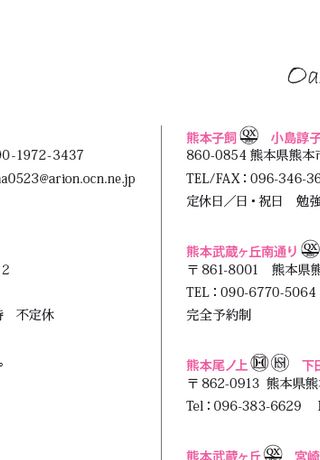 Oa
90-1972-3437
na0523@arion.ocn.ne.jp
2
時　不定休
熊本子飼 QX 小島諄子
860-0854 熊本県熊本市
TEL/FAX：096-346-36
定休日／日・祝日　勉強
熊本武蔵ヶ丘南通り QX
〒861-8001　熊本県熊
TEL：090-6770-5064
完全予約制
熊本尾ノ上　下田
〒862-0913 熊本県熊
Tel：096-383-6629
熊本武蔵ヶ丘 QX 宮崎